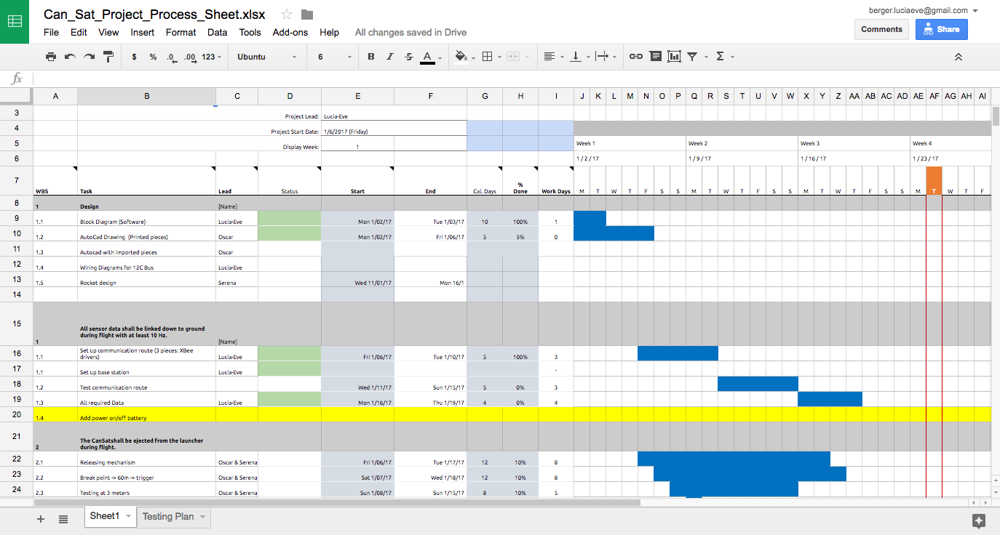 Can_Sat_Project_Process_Sheet.xlsx
berger.luciaeve@gmail.com
File Edit View Insert Format Data Tools Add-ons Help All changes saved in Drive
Comments Share
$ % .0 .00 123 Ubuntu 6 B I S A Σ
fx
A B C D E F G H I J K L M N O P Q R S T U V W X Y Z AA AB AC AD AE AF AG AH AI
3 Project Lead: Lucia-Eve
4 Project Start Date: 1/6/2017 (Friday)
5 Display Week: 1 Week 1 Week 2 Week 3 Week 4
6 1/2/17 1/9/17 1/16/17 1/23/17
7 WBS Task Lead Status Start End Cal. Days % Done Work Days M T W T F S S M T W T F S S M T W T F S S M T W T F
8 1 Design [Name]
9 1.1 Block Diagram (Software) Lucia-Eve Mon 1/02/17 Tue 1/03/17 10 100% 1
10 1.2 AutoCad Drawing (Printed pieces) Oscar Mon 1/02/17 Fri 1/06/17 5 5% 0
11 1.3 Autocad with imported pieces Oscar
12 1.4 Wiring Diagrams for 12C Bus Lucia-Eve
13 1.5 Rocket design Serena Wed 11/01/17 Mon 16/1
14
15 1 All sensor data shall be linked down to ground
during flight with at least 10 Hz. [Name]
16 1.1 Set up communication route (3 pieces: XBee
drivers) Lucia-Eve Fri 1/06/17 Tue 1/10/17 5 100% 3
17 1.1 Set up base station Lucia-Eve .
18 1.2 Test communication route Wed 1/11/17 Sun 1/15/17 5 0% 3
19 1.3 All required Data Lucia-Eve Mon 1/16/17 Thu 1/19/17 4 0% 4
20 1.4 Add power on/off battery
21 2 The CanSatshall be ejected from the launcher
during flight.
22 2.1 Releasing mechanism Oscar & Serena Fri 1/06/17 Tue 1/17/17 12 10% 8
23 2.2 Break point -> 60m -> trigger Oscar & Serena Sat 1/07/17 Wed 1/18/17 12 10% 8
24 2.3 Testing at 3 meters Oscar & Serena Sun 1/08/17 Sun 1/15/17 8 10% 5
Sheet1 Testing Plan